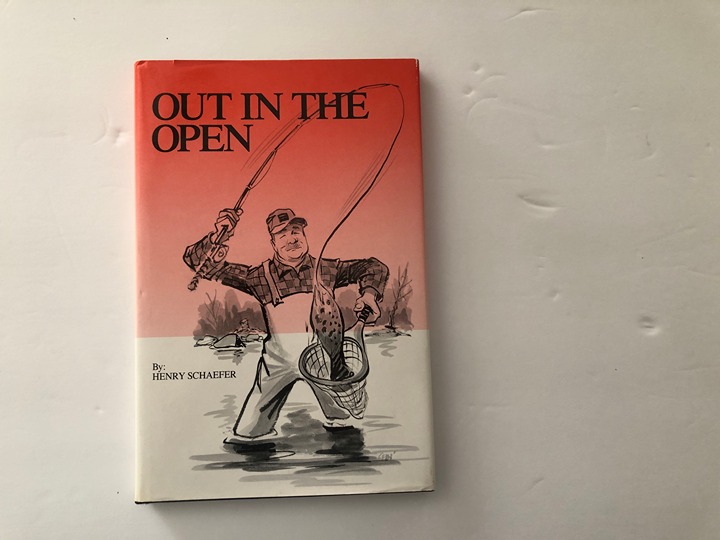 OUT IN THE
OPEN
By:
HENRY SCHAEFER